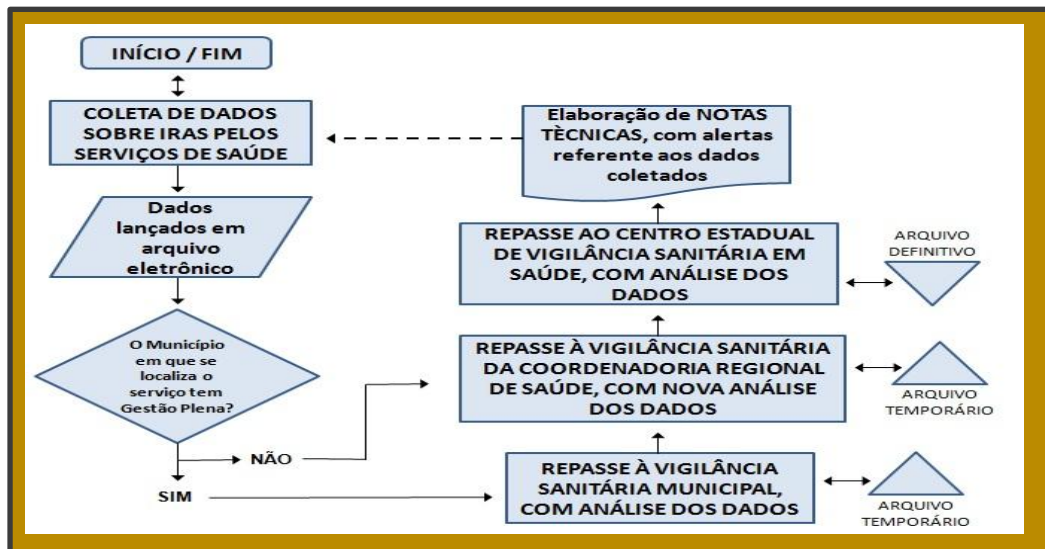 INÍCIO / FIM
COLETA DE DADOS
SOBRE IRAS PELOS
SERVIÇOS DE SAÚDE
Dados
lançados em
arquivo
eletrônico
O Município
em que se
localiza o
serviço tem
Gestão Plena?
NÃO
SIM
REPASSE À VIGILÂNCIA
SANITÁRIA MUNICIPAL,
COM ANÁLISE DOS DADOS
ARQUIVO
TEMPORÁRIO
REPASSE À VIGILÂNCIA SANITÁRIA
DA COORDENADORIA REGIONAL
DE SAÚDE, COM NOVA ANÁLISE
DOS DADOS
ARQUIVO
TEMPORÁRIO
REPASSE AO CENTRO ESTADUAL
DE VIGILÂNCIA SANITÁRIA EM
SAÚDE, COM ANÁLISE DOS
DADOS
ARQUIVO
DEFINITIVO
Elaboração de NOTAS
TÈCNICAS, com alertas
referente aos dados
coletados